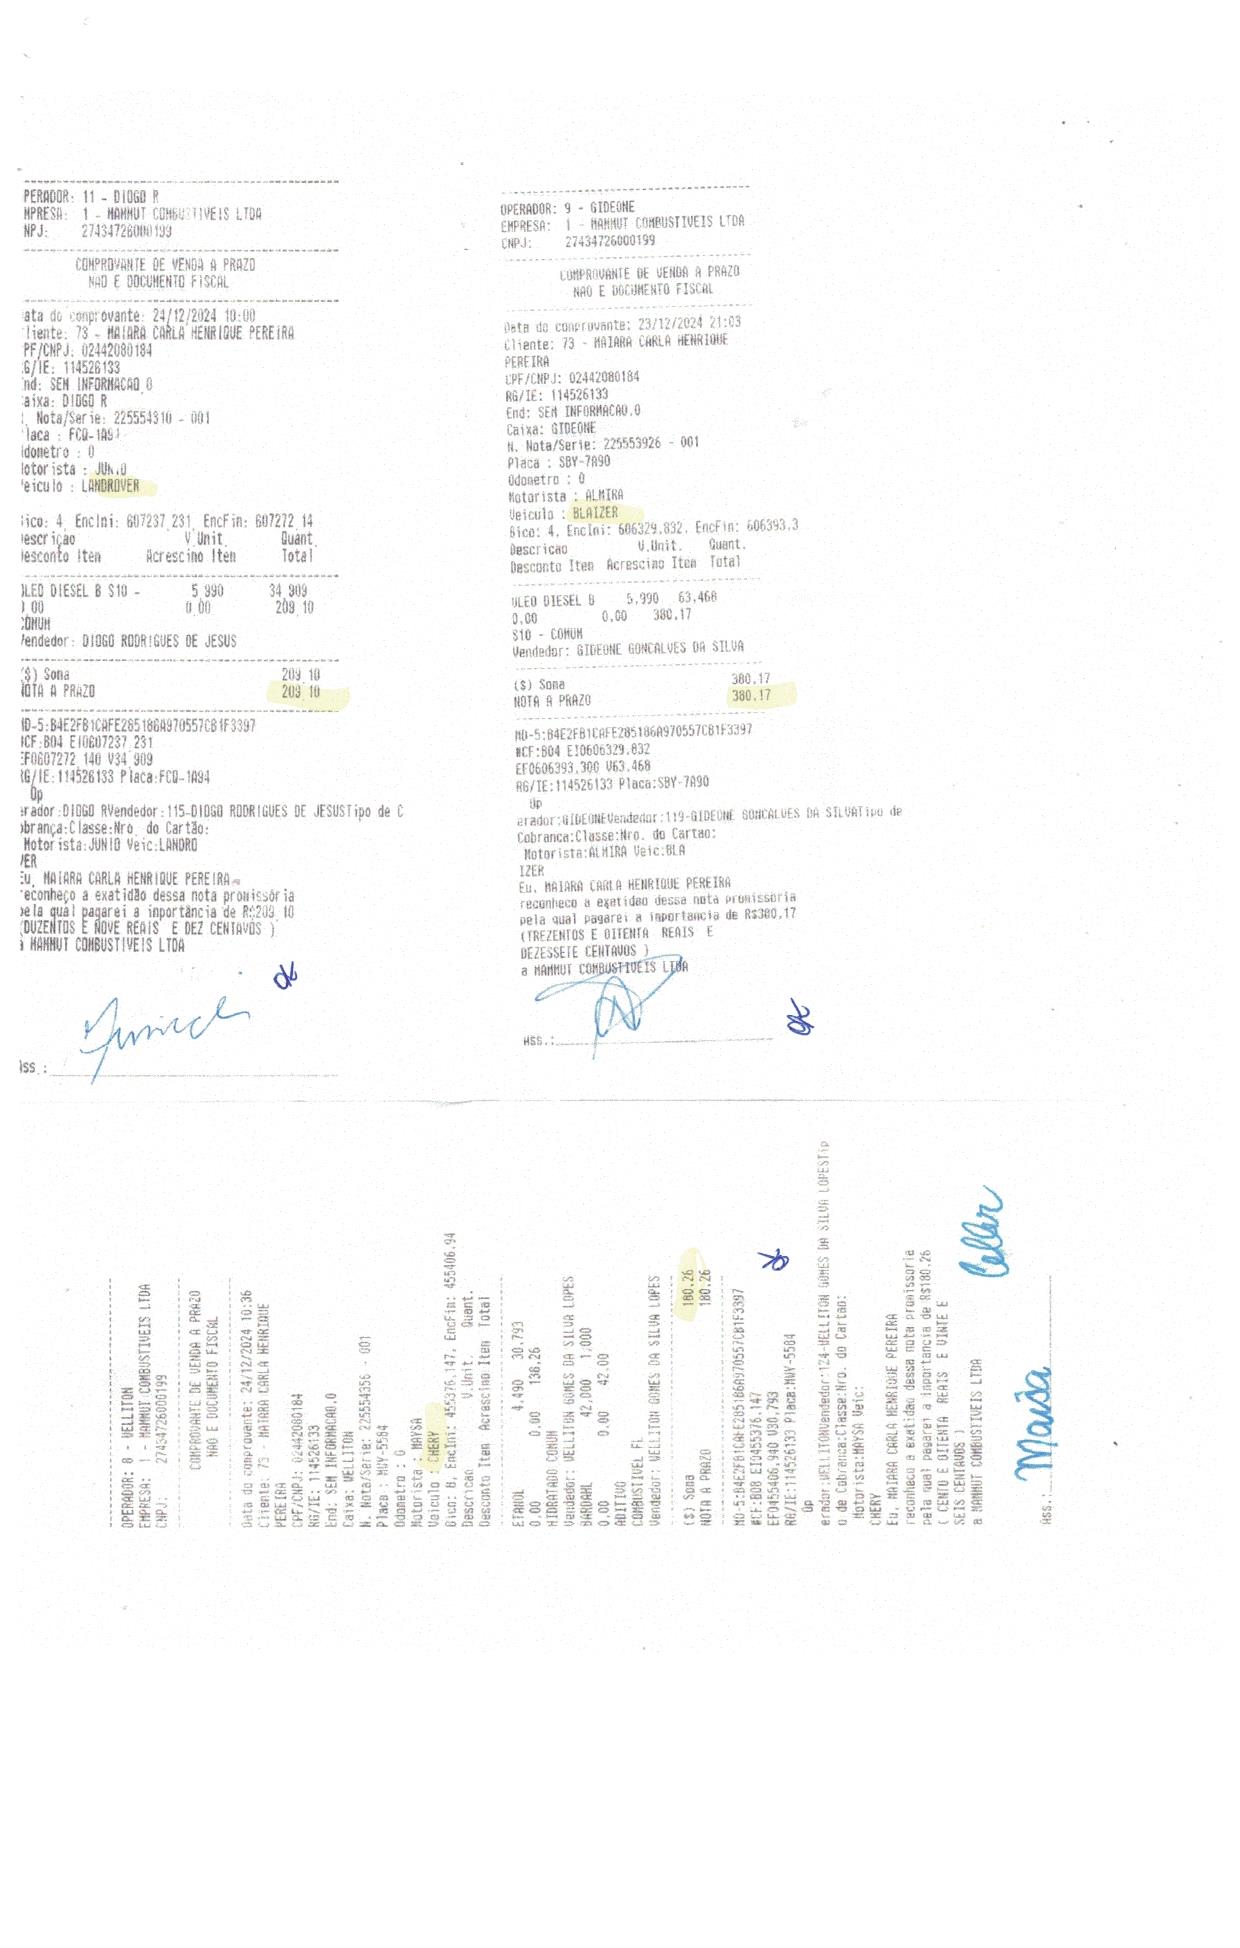 PERADOR: 11 - DIOGO R
MPRESA: 1 - MAMMUT COMBUSTIVEIS LTDA
NPJ: 27434726000199
COMPROVANTE DE VENDA A PRAZO
NAO E DOCUMENTO FISCAL
ata do comprovante: 24/12/2024 10:00
liente: 73 - MAIARA CARLA HENRIQUE PEREIRA
PF/CNPJ: 02442080184
G/IE: 114526133
nd: SEM INFORMACAO,0
aixa: DIOGO R
. Nota/Serie: 225554310 - 001
laca : FCQ-1A94
dometro : 0
otorista : JUNIO
eiculo : LANDROVER
ico: 4, EncIni: 607237,231, EncFin: 607272,14
escriçao V.Unit. Quant.
esconto Item Acrescimo Item Total
OLEO DIESEL B S10 - 5,990 34,909
0,00 0,00 209,10
COMUM
Vendedor: DIOGO RODRIGUES DE JESUS
($) Soma 209,10
NOTA A PRAZO 209,10
MD-5:B4E2FB1CAFE285186A970557CB1F3397
#CF:B04 EI0607237,231
EF0607272,140 V34,909
RG/IE:114526133 Placa:FCQ-1A94
Op
erador:DIOGO RVendedor:115-DIOGO RODRIGUES DE JESUSTipo de C
obrança:Classe:Nro. do Cartão:
Motorista:JUNIO Veic:LANDRO
VER
Eu, MAIARA CARLA HENRIQUE PEREIRA
reconheço a exatidão dessa nota promissória
pela qual pagarei a importância de R$209,10
(DUZENTOS E NOVE REAIS E DEZ CENTAVOS )
a MAMMUT COMBUSTIVEIS LTDA
ok
Ass.:
OPERADOR: 9 - GIDEONE
EMPRESA: 1 - MAMMUT COMBUSTIVEIS LTDA
CNPJ: 27434726000199
COMPROVANTE DE VENDA A PRAZO
NAO E DOCUMENTO FISCAL
Data do comprovante: 23/12/2024 21:03
Cliente: 73 - MAIARA CARLA HENRIQUE
PEREIRA
CPF/CNPJ: 02442080184
RG/IE: 114526133
End: SEM INFORMACAO,0
Caixa: GIDEONE
N. Nota/Serie: 225553926 - 001
Placa : SBY-7A90
Odometro : 0
Motorista : ALMIRA
Veiculo : BLAIZER
Bico: 4, EncIni: 606329,832, EncFin: 606393,3
Descricao V.Unit. Quant.
Desconto Item Acrescimo Item Total
OLEO DIESEL B 5,990 63,468
0,00 0,00 380,17
S10 - COMUM
Vendedor: GIDEONE GONCALVES DA SILVA
($) Soma 380,17
NOTA A PRAZO 380,17
MD-5:B4E2FB1CAFE285186A970557CB1F3397
#CF:B04 EI0606329,832
EF0606393,300 V63,468
RG/IE:114526133 Placa:SBY-7A90
Op
erador:GIDEONEVendedor:119-GIDEONE GONCALVES DA SILVATipo de
Cobranca:Classe:Nro. do Cartao:
Motorista:ALMIRA Veic:BLA
IZER
Eu, MAIARA CARLA HENRIQUE PEREIRA
reconheco a exatidao dessa nota promissoria
pela qual pagarei a importancia de R$380,17
(TREZENTOS E OITENTA REAIS E
DEZESSETE CENTAVOS )
a MAMMUT COMBUSTIVEIS LTDA
ok
Ass.:
OPERADOR: 8 - WELLITON
EMPRESA: 1 - MAMMUT COMBUSTIVEIS LTDA
CNPJ: 27434726000199
COMPROVANTE DE VENDA A PRAZO
NAO E DOCUMENTO FISCAL
Data do comprovante: 24/12/2024 10:36
Cliente: 73 - MAIARA CARLA HENRIQUE
PEREIRA
CPF/CNPJ: 02442080184
RG/IE: 114526133
End: SEM INFORMACAO,0
Caixa: WELLITON
N. Nota/Serie: 225554356 - 001
Placa : MWY-5584
Odometro : 0
Motorista : MAYSA
Veiculo : CHERY
Bico: 8, EncIni: 455376,147, EncFin: 455406,94
Descricao V.Unit. Quant.
Desconto Item Acrescimo Item Total
ETANOL 4,490 30,793
0,00 0,00 138,26
HIDRATADO COMUM
Vendedor: WELLITON GOMES DA SILVA LOPES
BARDAHL 42,000 1,000
0,00 0,00 42,00
ADITIVO
COMBUSTIVEL FL
Vendedor: WELLITON GOMES DA SILVA LOPES
($) Soma 180,26
NOTA A PRAZO 180,26
MD-5:B4E2FB1CAFE285186A970557CB1F3397
#CF:B08 EI0455376,147
EF0455406,940 V30,793
RG/IE:114526133 Placa:MWY-5584
Op
erador:WELLITONVendedor:124-WELLITON GOMES DA SILVA LOPESTip
o de Cobranca:Classe:Nro. do Cartao:
Motorista:MAYSA Veic:
CHERY
Eu, MAIARA CARLA HENRIQUE PEREIRA
reconheco a exatidao dessa nota promissoria
pela qual pagarei a importancia de R$180,26
( CENTO E OITENTA REAIS E VINTE E
SEIS CENTAVOS )
a MAMMUT COMBUSTIVEIS LTDA
ok
Maisa
Ass.: